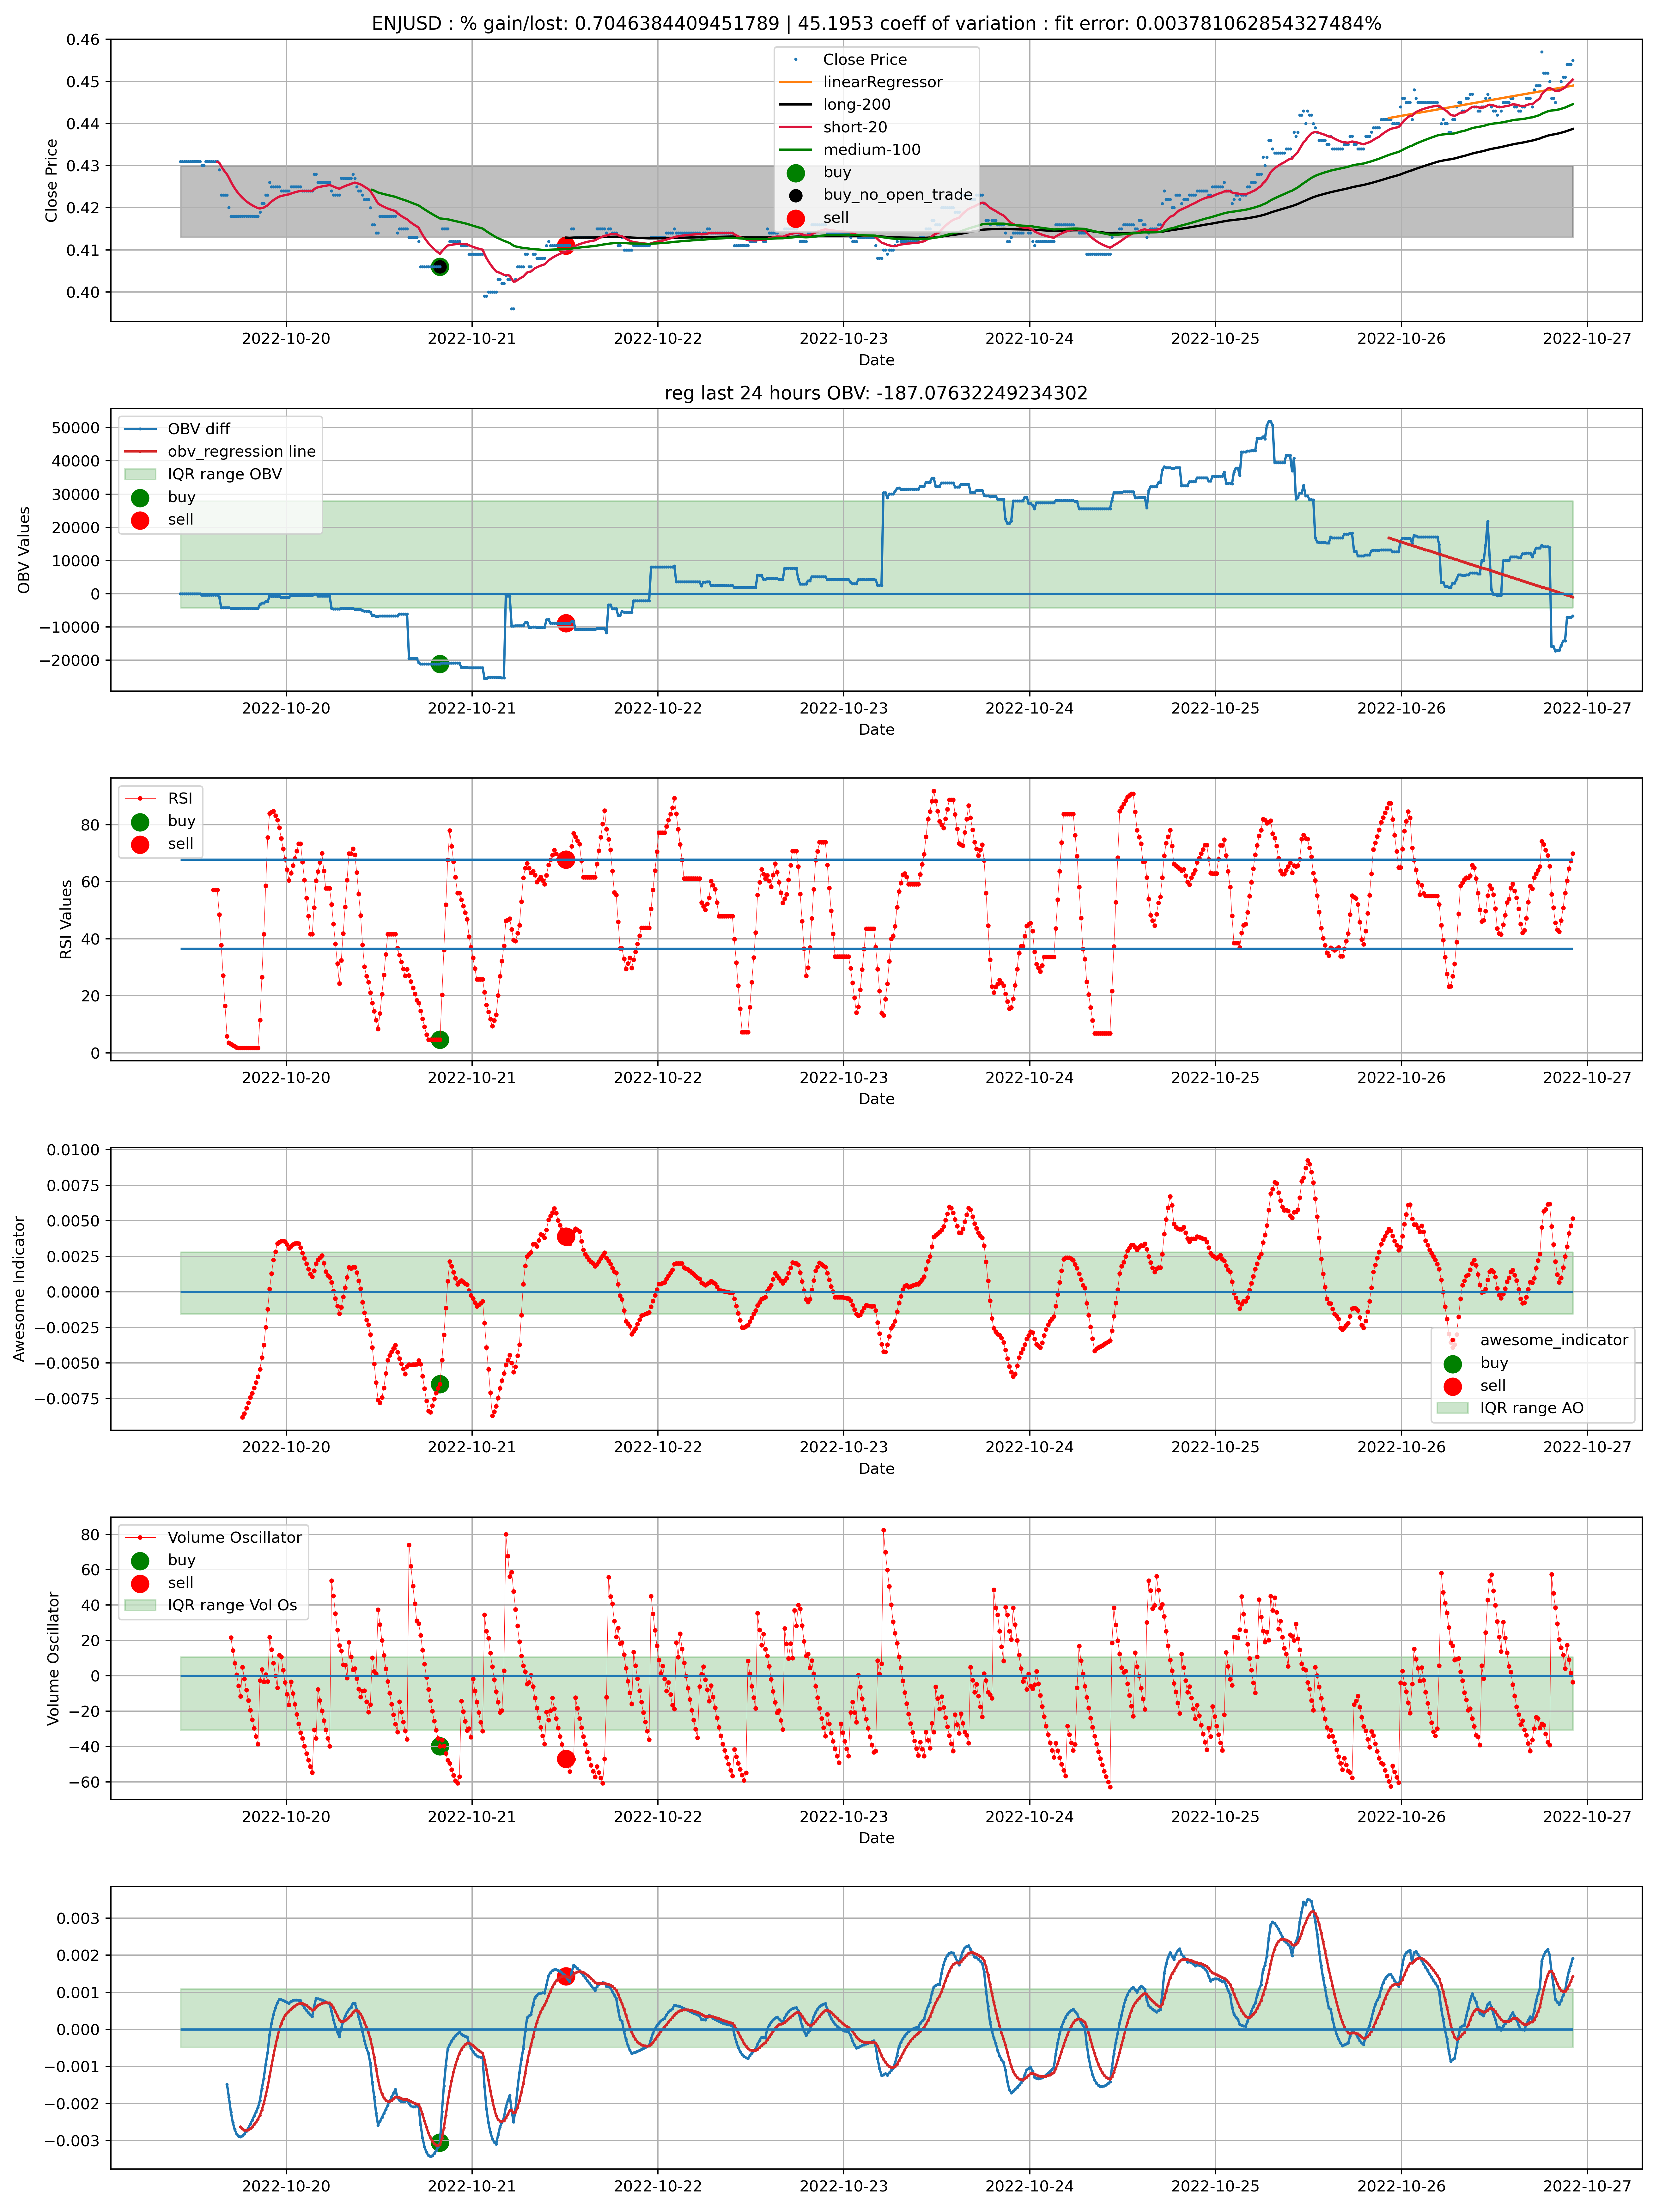 ENJUSD : % gain/lost: 0.7046384409451789 | 45.1953 coeff of variation : fit error: 0.003781062854327484%
0.46
0.45
0.44
0.43
0.42
0.41
0.40
Close Price
Close Price
linearRegressor
long-200
short-20
medium-100
buy
buy_no_open_trade
sell
2022-10-20 2022-10-21 2022-10-22 2022-10-23 2022-10-24 2022-10-25 2022-10-26 2022-10-27
Date
reg last 24 hours OBV: -187.07632249234302
50000
40000
30000
20000
10000
0
−10000
−20000
OBV Values
OBV diff
obv_regression line
IQR range OBV
buy
sell
2022-10-20 2022-10-21 2022-10-22 2022-10-23 2022-10-24 2022-10-25 2022-10-26 2022-10-27
Date
80
60
40
20
0
RSI Values
RSI
buy
sell
2022-10-20 2022-10-21 2022-10-22 2022-10-23 2022-10-24 2022-10-25 2022-10-26 2022-10-27
Date
0.0100
0.0075
0.0050
0.0025
0.0000
−0.0025
−0.0050
−0.0075
Awesome Indicator
awesome_indicator
buy
sell
IQR range AO
2022-10-20 2022-10-21 2022-10-22 2022-10-23 2022-10-24 2022-10-25 2022-10-26 2022-10-27
Date
80
60
40
20
0
−20
−40
−60
Volume Oscillator
Volume Oscillator
buy
sell
IQR range Vol Os
2022-10-20 2022-10-21 2022-10-22 2022-10-23 2022-10-24 2022-10-25 2022-10-26 2022-10-27
Date
0.003
0.002
0.001
0.000
−0.001
−0.002
−0.003
2022-10-20 2022-10-21 2022-10-22 2022-10-23 2022-10-24 2022-10-25 2022-10-26 2022-10-27